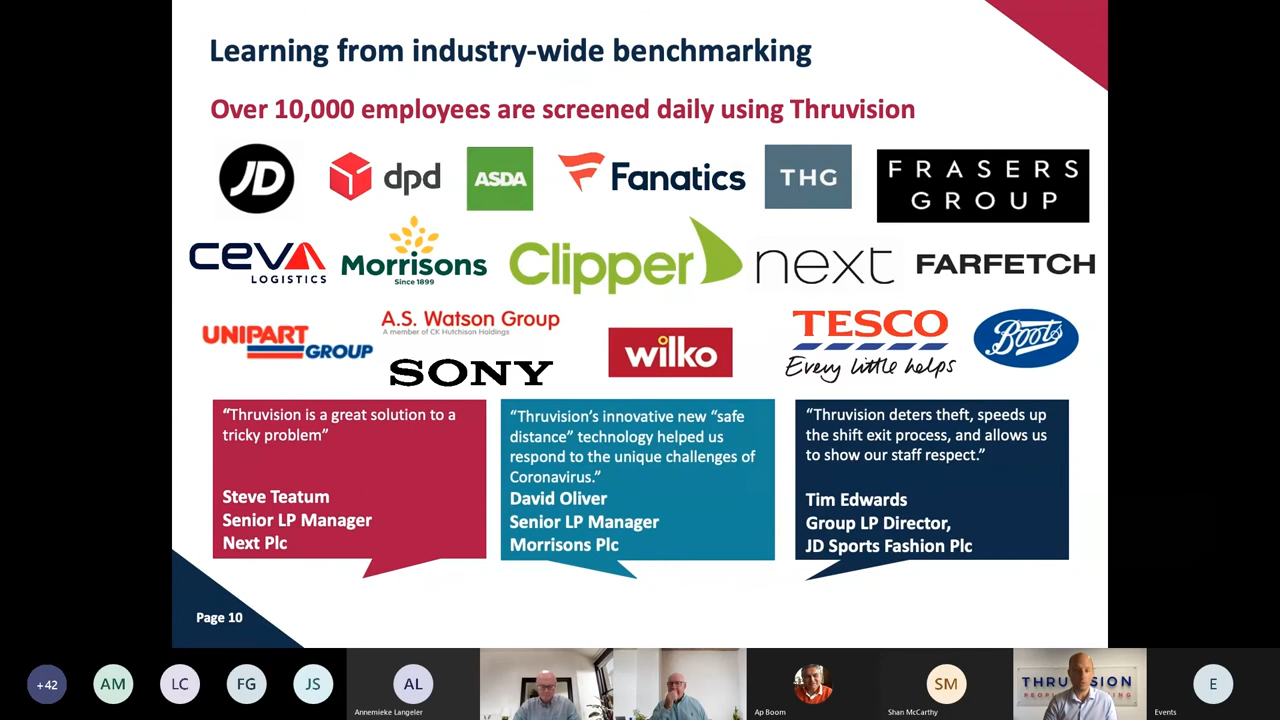 Learning from industry-wide benchmarking
Over 10,000 employees are screened daily using Thruvision
JD
dpd
ASDA
Fanatics
THG
FRASERS
GROUP
CEVA
LOGISTICS
Morrisons
Since 1899
Clipper
next
FARFETCH
UNIPART
GROUP
A.S. Watson Group
A member of CK Hutchison Holdings
SONY
wilko
TESCO
Every little helps
Boots
“Thruvision is a great solution to a
tricky problem”
Steve Teatum
Senior LP Manager
Next Plc
“Thruvision’s innovative new “safe
distance” technology helped us
respond to the unique challenges of
Coronavirus.”
David Oliver
Senior LP Manager
Morrisons Plc
“Thruvision deters theft, speeds up
the shift exit process, and allows us
to show our staff respect.”
Tim Edwards
Group LP Director,
JD Sports Fashion Plc
Page 10
+42
AM
LC
FG
JS
AL
Annemieke Langeler
Ap Boom
SM
Shan McCarthy
THRUVISION
E
Events